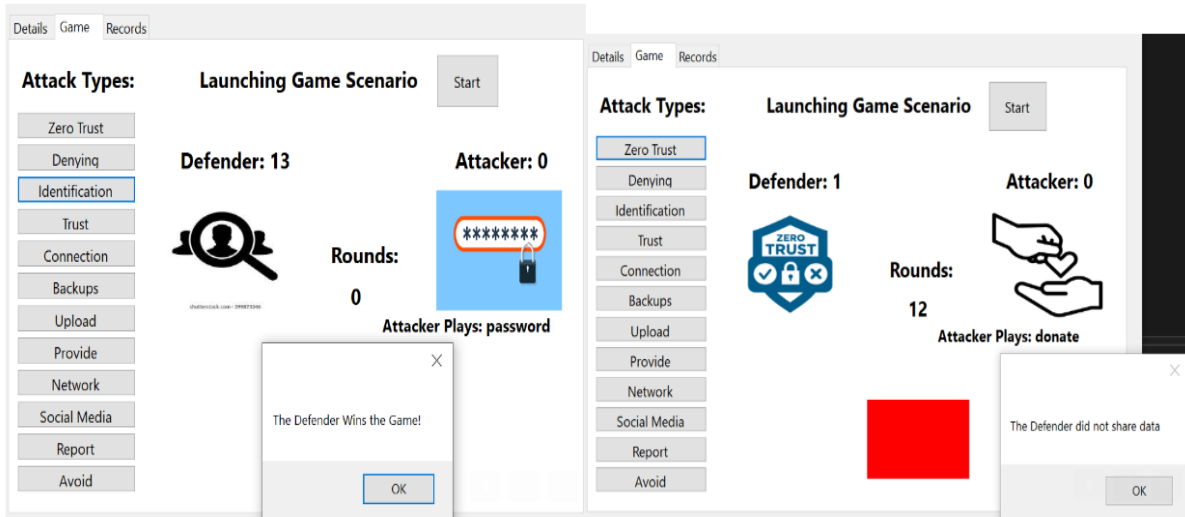 Details Game Records
Attack Types:
Launching Game Scenario
Start
Zero Trust
Denying
Identification
Trust
Connection
Backups
Upload
Provide
Network
Social Media
Report
Avoid
Defender: 13
Attacker: 0
********
Rounds:
0
Attacker Plays: password
The Defender Wins the Game!
OK
Details Game Records
Attack Types:
Launching Game Scenario
Start
Zero Trust
Denying
Identification
Trust
Connection
Backups
Upload
Provide
Network
Social Media
Report
Avoid
Defender: 1
Attacker: 0
ZERO
TRUST
Rounds:
12
Attacker Plays: donate
The Defender did not share data
OK